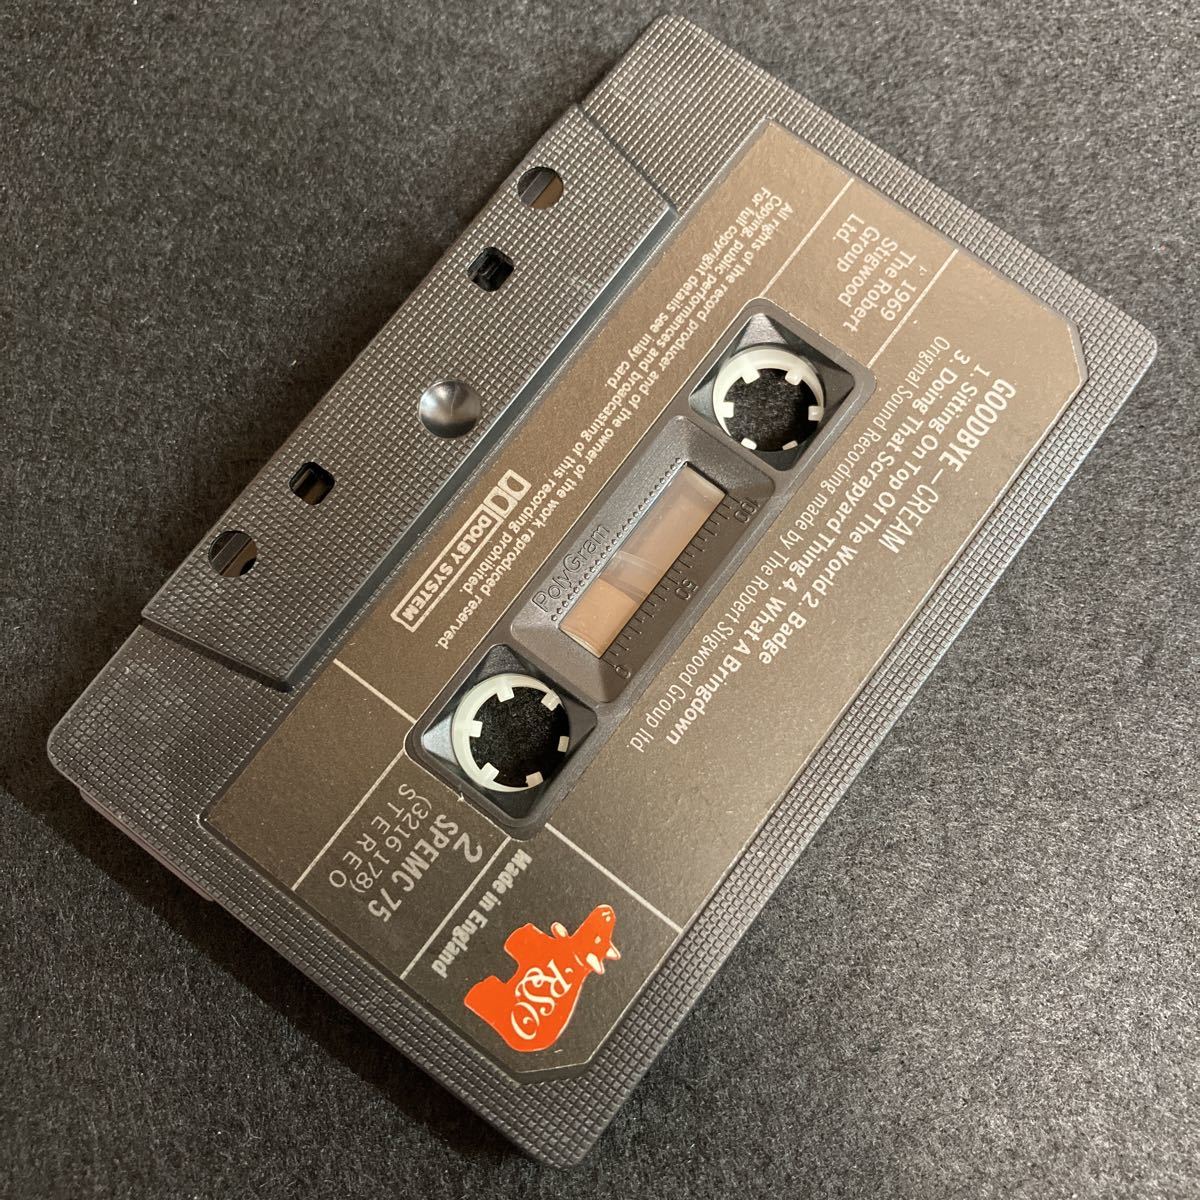 GOODBYE — CREAM
1. Sitting On Top Of The World 2. Badge
3. Doing That Scrapyard Thing 4. What A Bringdown
Original Sound Recording made by The Robert Stigwood Group ltd.
P 1969
The Robert
Stigwood
Group
Ltd.
100
50
0
PolyGram
RSO
Made in England
2
SPEMC 75
(3216 178)
STEREO
DOLBY SYSTEM
All rights of the record producer and of the owner of the work reproduced reserved.
Copying, public performances and broadcasting of this recording prohibited.
For full copyright details see inlay card.